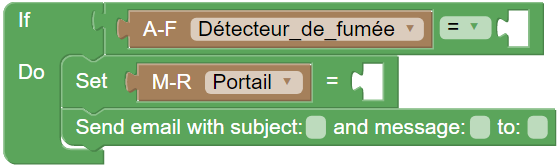 If A-F Détecteur_de_fumée =
Do Set M-R Portail =
Send email with subject: and message: to: